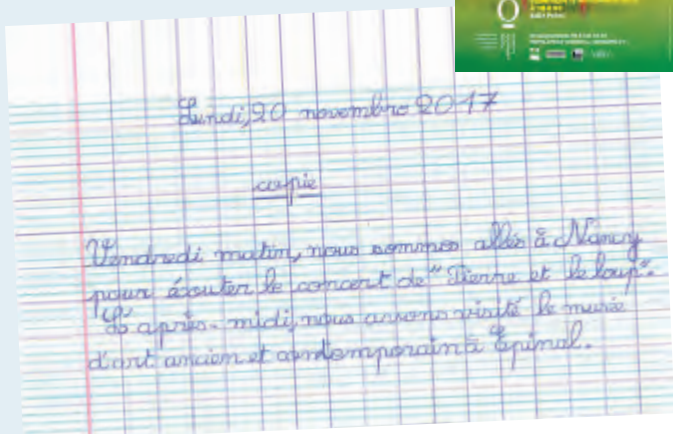 Lundi, 20 novembre 2017
copie
Vendredi matin, nous sommes allés à Nancy
pour écouter le concert de "Pierre et le loup".
L'après-midi, nous avons visité le musée
d'art ancien et contemporain à Epinal.